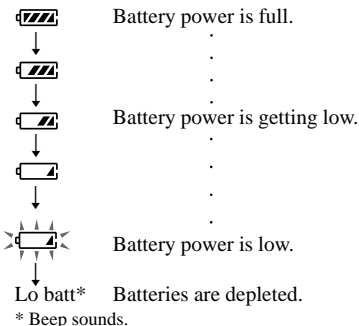 Battery power is full.
Battery power is getting low.
Battery power is low.
Lo batt* Batteries are depleted.
* Beep sounds.